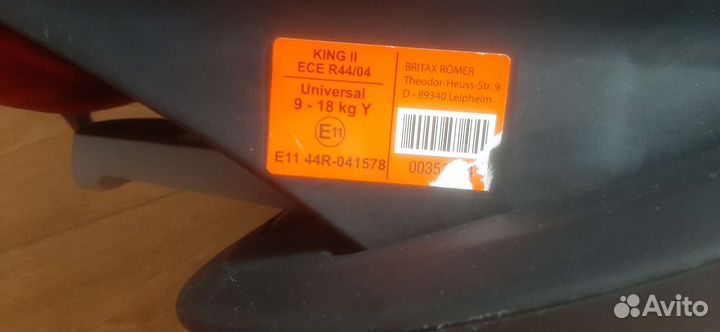 KING II
ECE R44/04
Universal
9 - 18 kg Y
E11
E11 44R-041578
BRITAX RÖMER
Theodor-Heuss-Str. 9
D - 89340 Leipheim
Avito